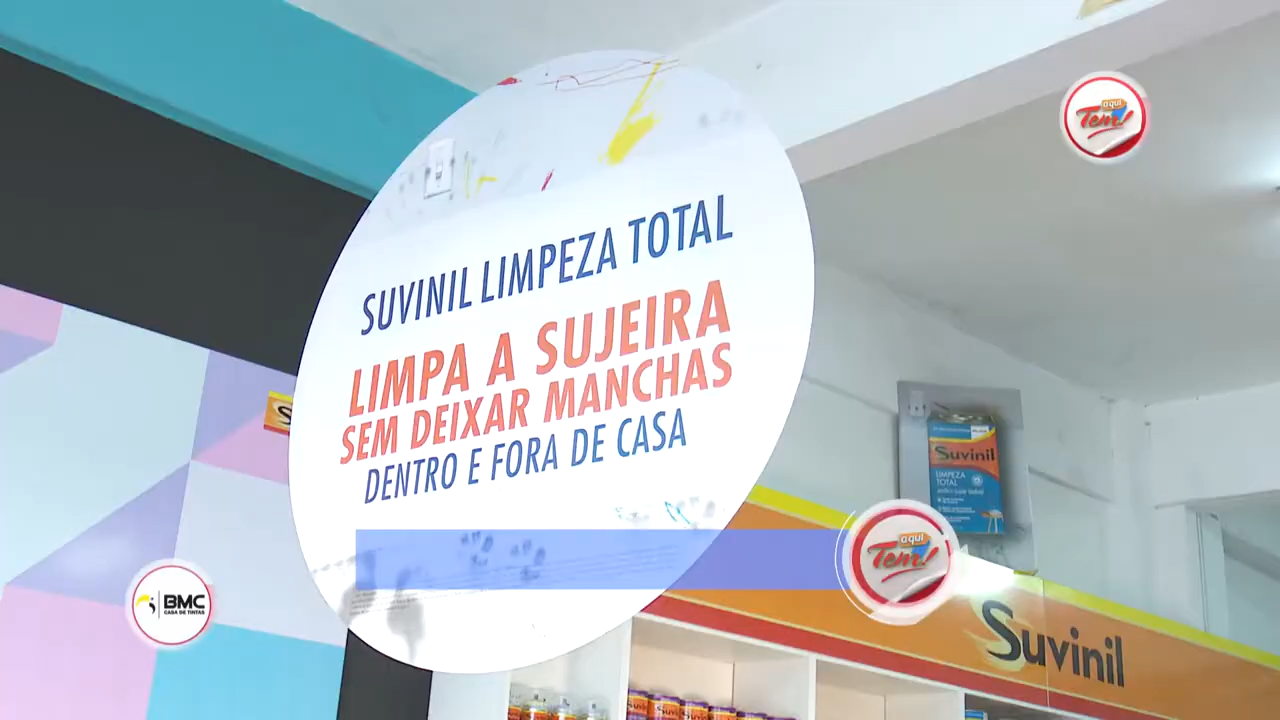 aqui
Tem!
SUVINIL LIMPEZA TOTAL
LIMPA A SUJEIRA
SEM DEIXAR MANCHAS
DENTRO E FORA DE CASA
S
Suvinil
LIMPEZA
TOTAL
aqui
Tem!
BMC
CASA DE TINTAS
Suvinil